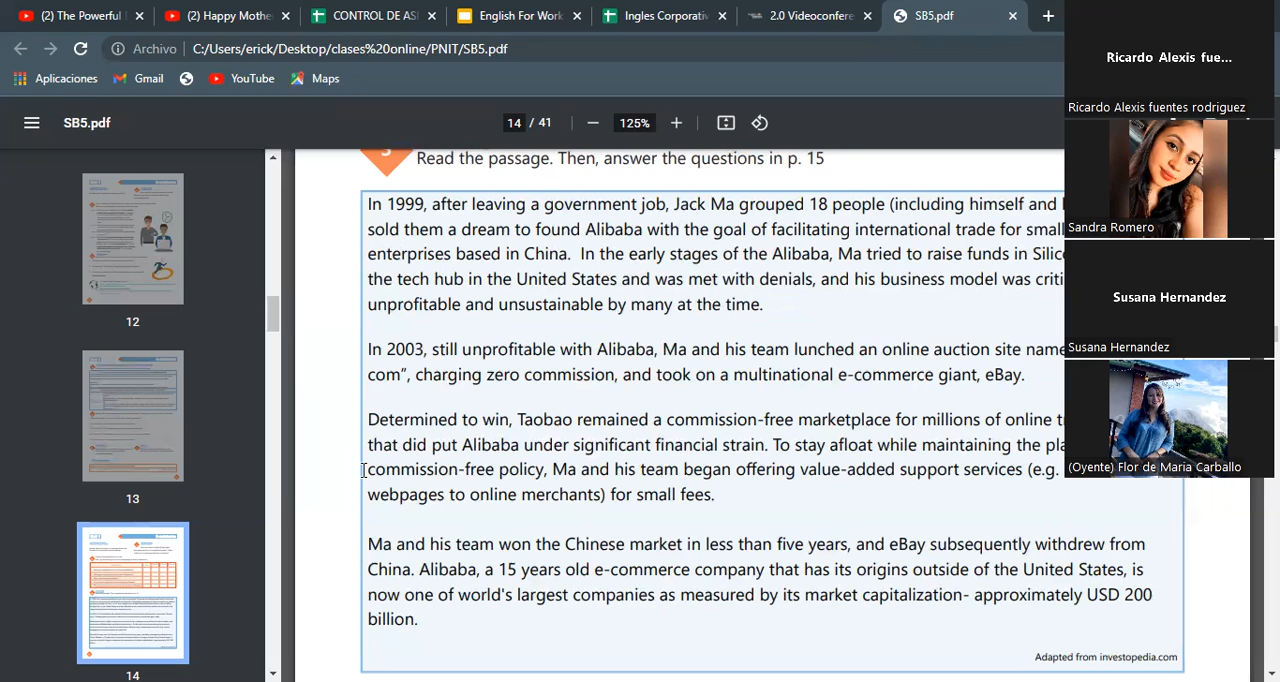 (2) The Powerful
(2) Happy Mothe
CONTROL DE AS
English For Work
Ingles Corporativ
2.0 Videoconfere
SB5.pdf
Archivo
C:/Users/erick/Desktop/clases%20online/PNIT/SB5.pdf
Aplicaciones
Gmail
YouTube
Maps
SB5.pdf
14 / 41
125%
12
13
14
Read the passage. Then, answer the questions in p. 15
In 1999, after leaving a government job, Jack Ma grouped 18 people (including himself and
sold them a dream to found Alibaba with the goal of facilitating international trade for small
enterprises based in China. In the early stages of the Alibaba, Ma tried to raise funds in Silic
the tech hub in the United States and was met with denials, and his business model was criti
unprofitable and unsustainable by many at the time.
In 2003, still unprofitable with Alibaba, Ma and his team lunched an online auction site name
com”, charging zero commission, and took on a multinational e-commerce giant, eBay.
Determined to win, Taobao remained a commission-free marketplace for millions of online t
that did put Alibaba under significant financial strain. To stay afloat while maintaining the pla
commission-free policy, Ma and his team began offering value-added support services (e.g.
webpages to online merchants) for small fees.
Ma and his team won Chinese market in less than five years, and eBay subsequently withdrew from
China. Alibaba, a 15 year old e-commerce company that has its origins outside of the United States, is
now one of world's largest companies as measured by its market capitalization- approximately USD 200
billion.
Adapted from investopedia.com
Ricardo Alexis fue...
Ricardo Alexis fuentes rodriguez
Sandra Romero
Susana Hernandez
Susana Hernandez
(Oyente) Flor de Maria Carballo